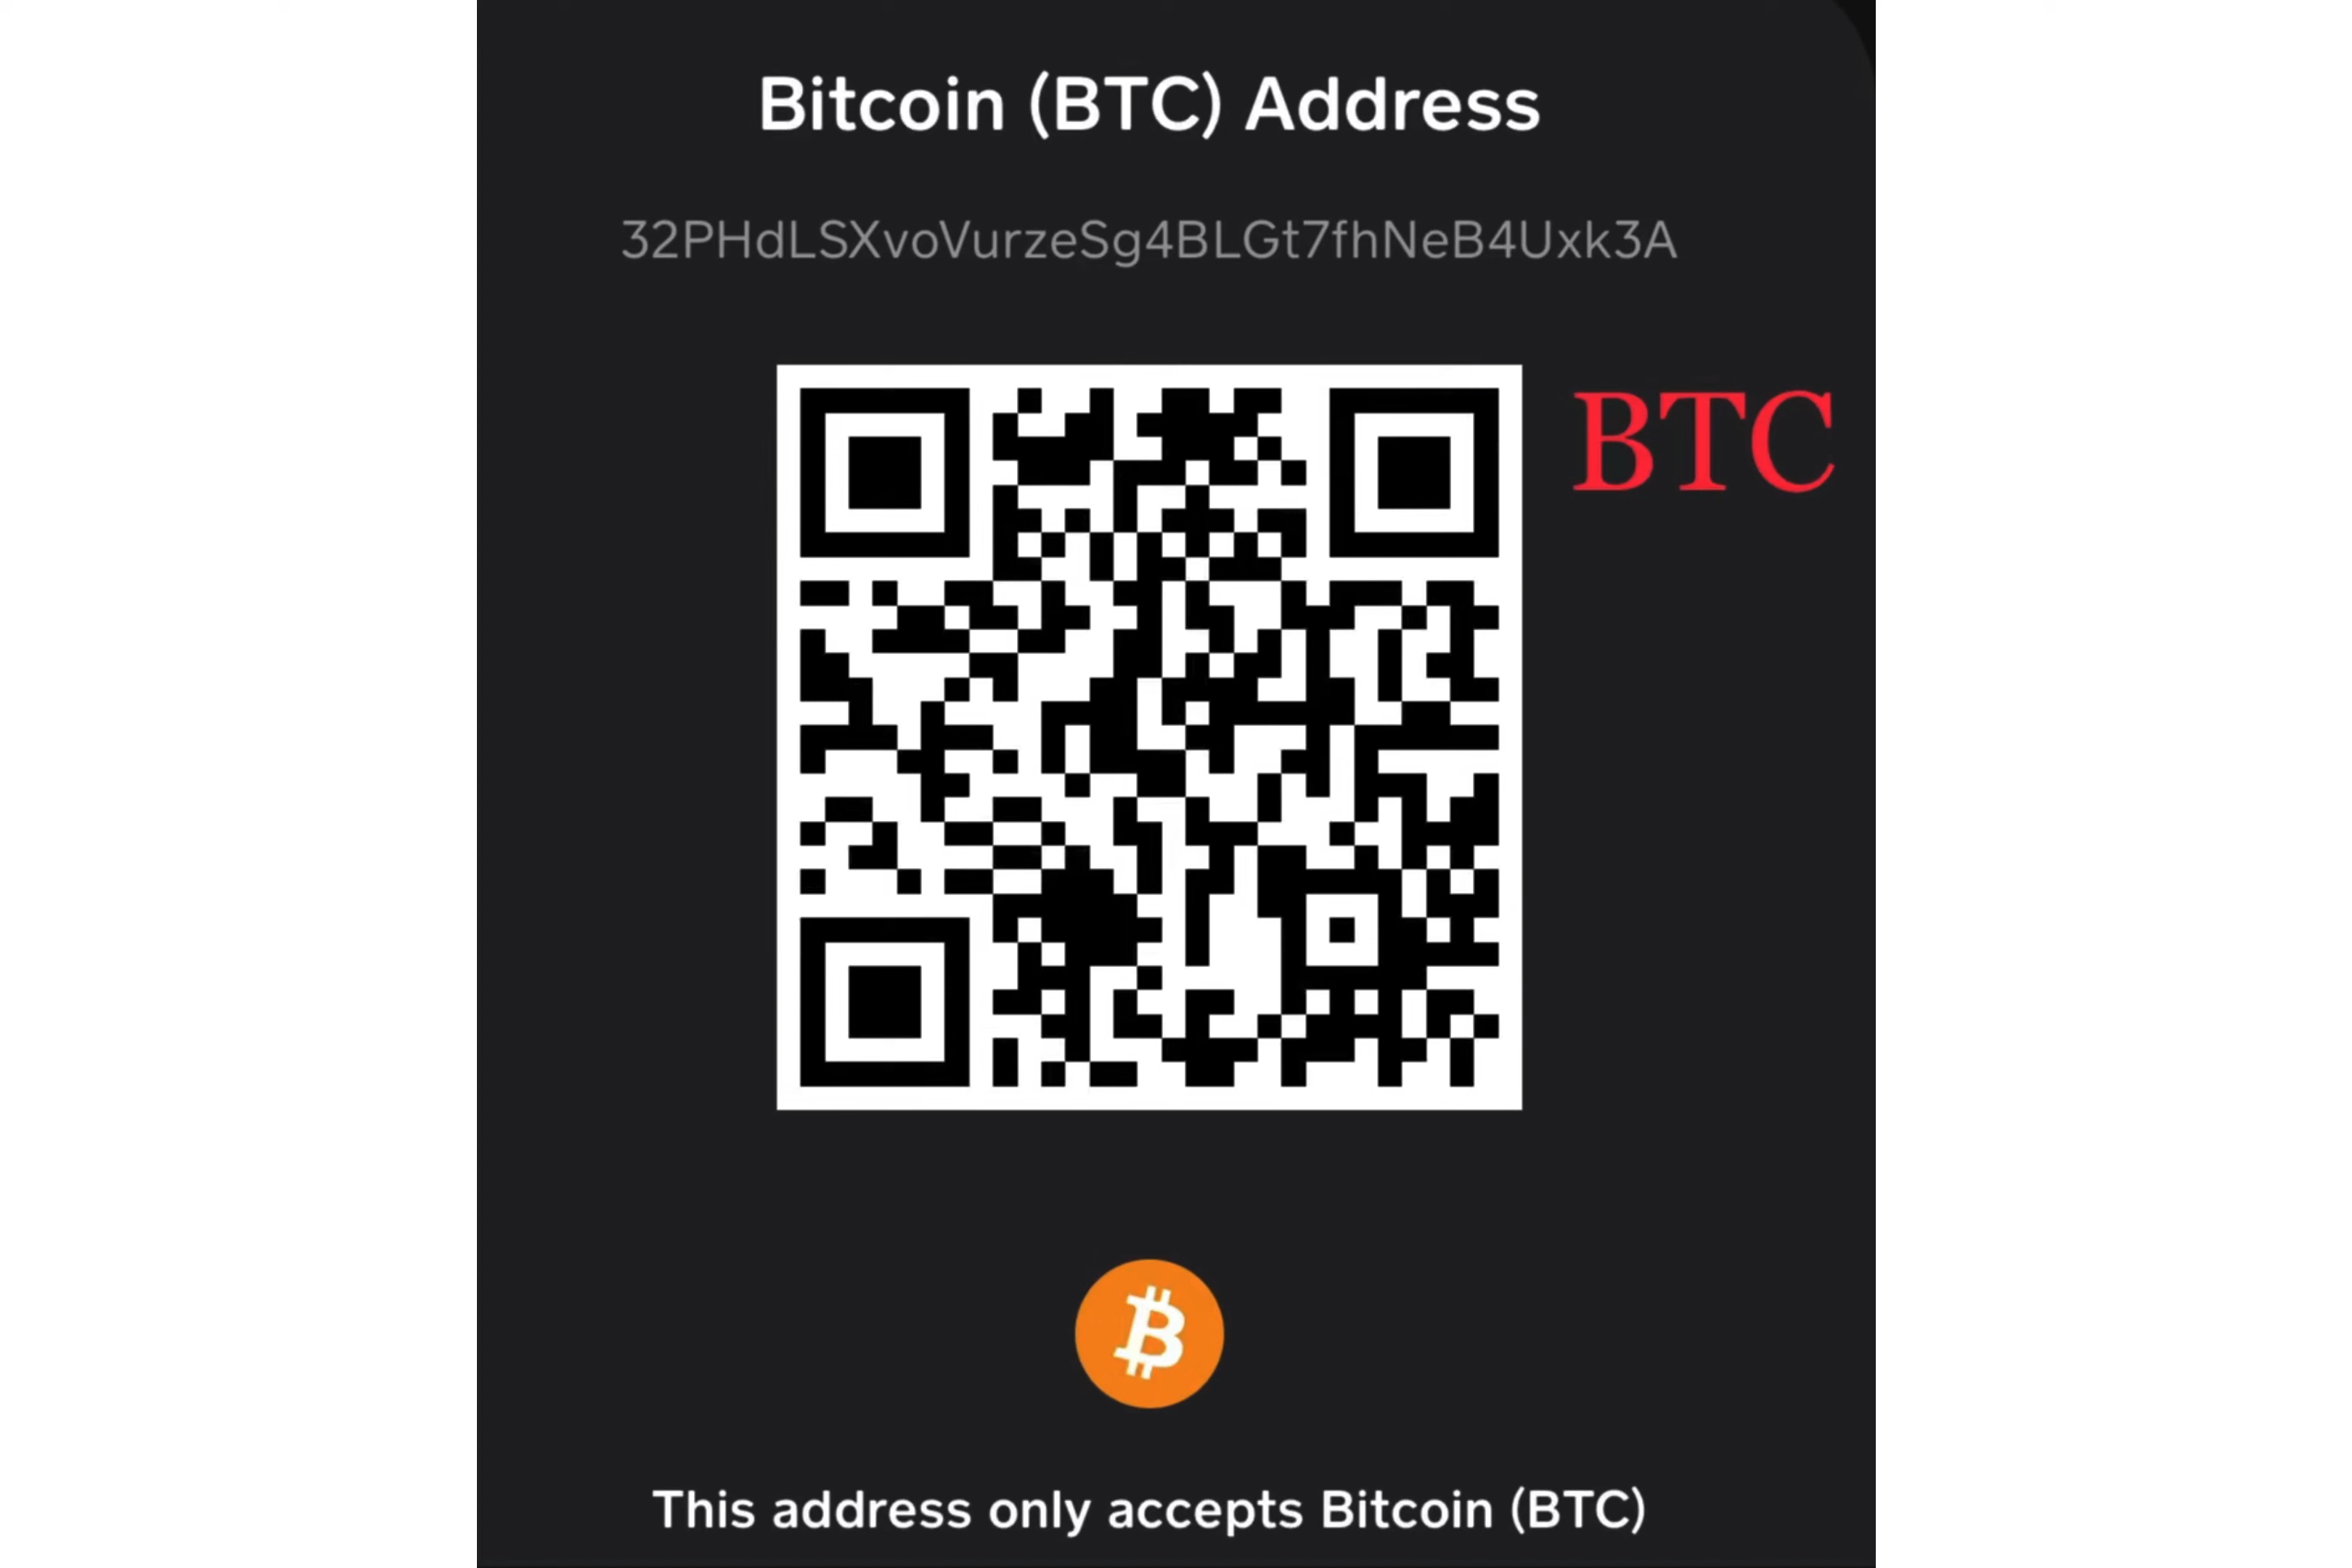 Bitcoin (BTC) Address
32PHdLSXvoVurzeSg4BLGt7fhNeB4Uxk3A
BTC
This address only accepts Bitcoin (BTC)